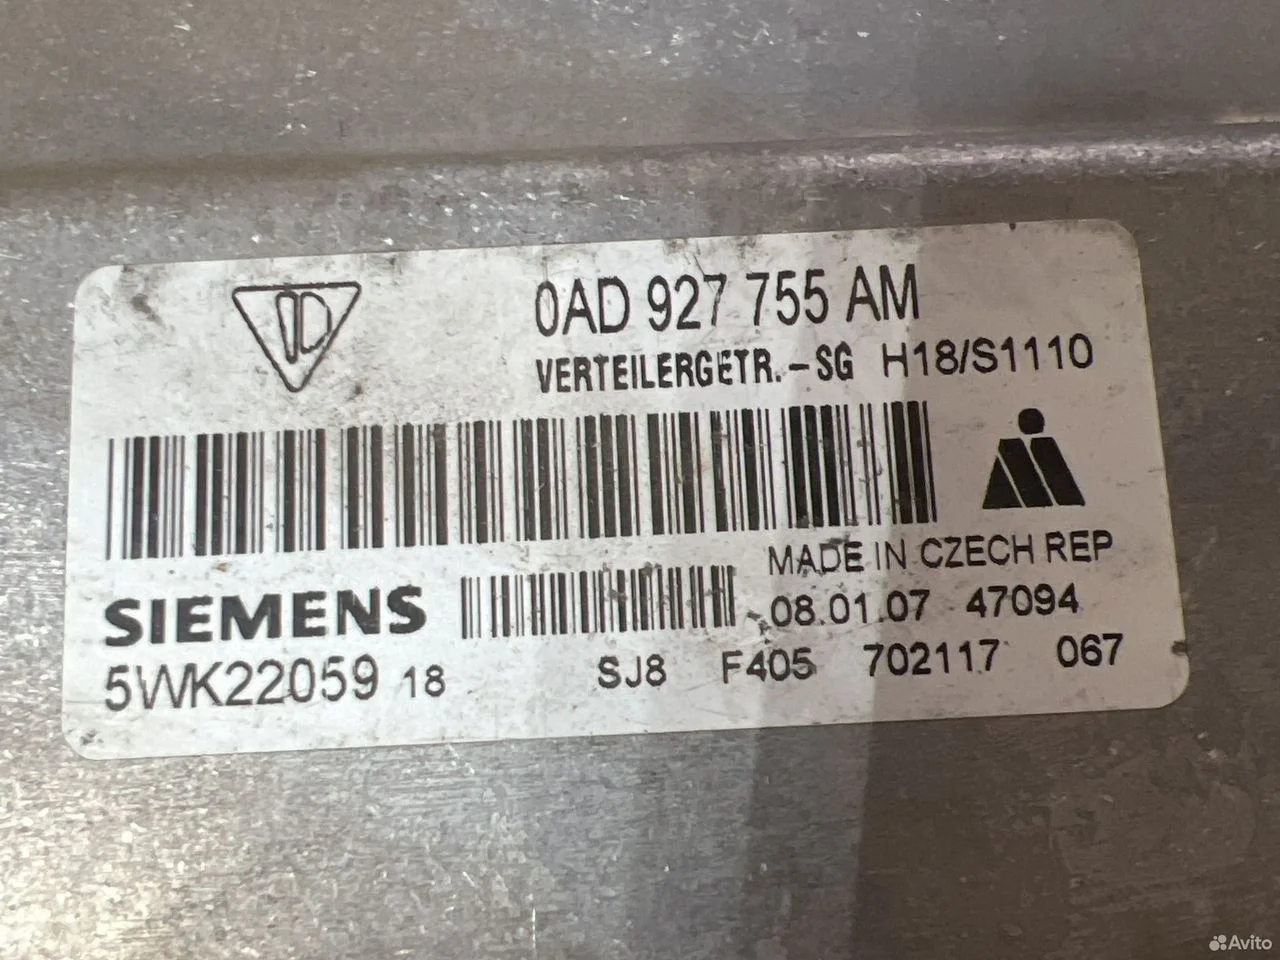 0AD 927 755 AM
VERTEILERGETR.-SG H18/S1110
MADE IN CZECH REP
SIEMENS 08.01.07 47094
5WK22059 18 SJ8 F405 702117 067
Avito